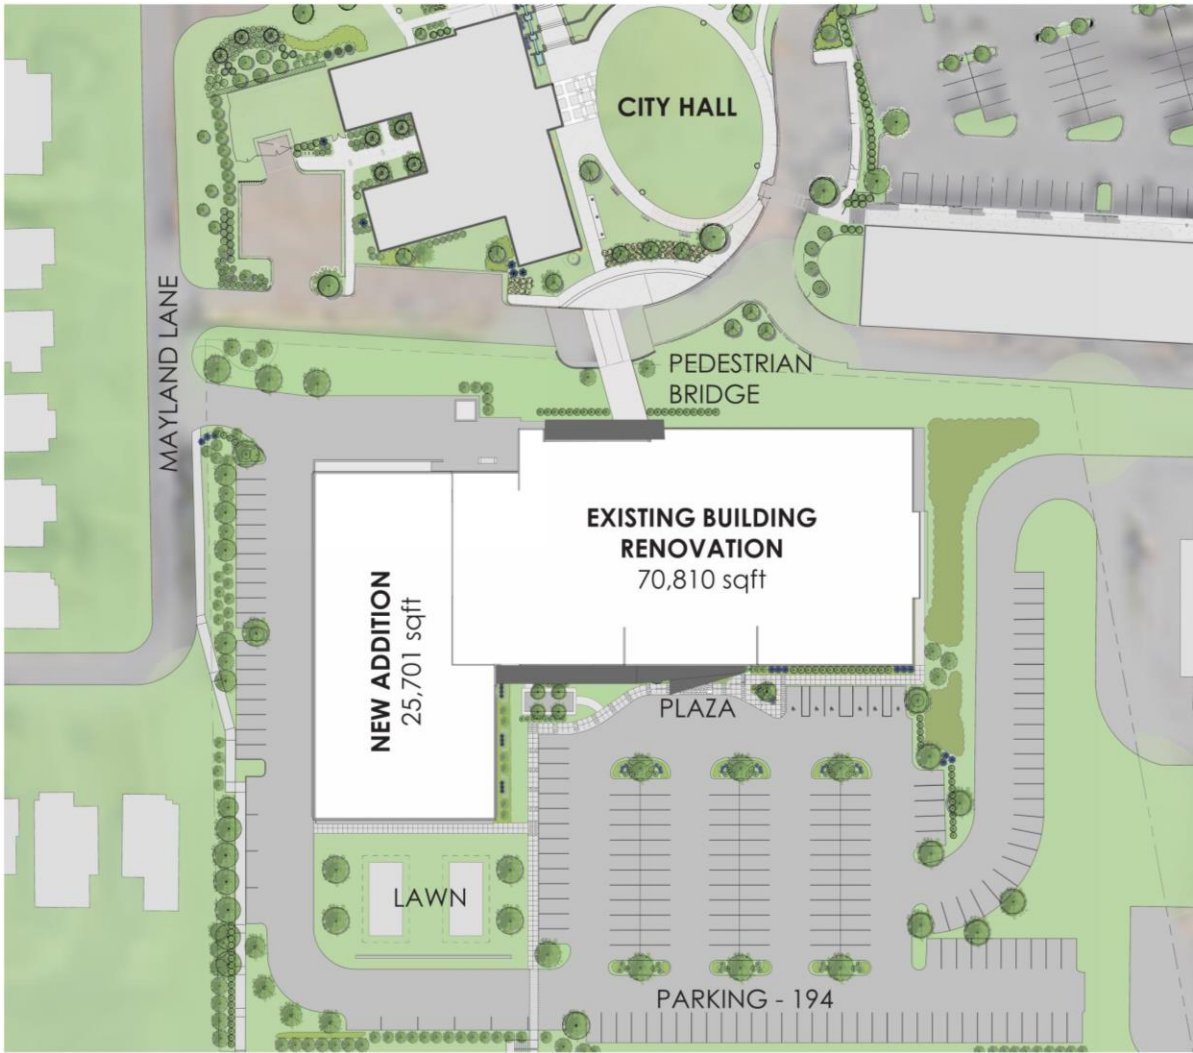 CITY HALL
MAYLAND LANE
PEDESTRIAN
BRIDGE
EXISTING BUILDING
RENOVATION
70,810 sqft
NEW ADDITION
25,701 sqft
PLAZA
LAWN
PARKING - 194